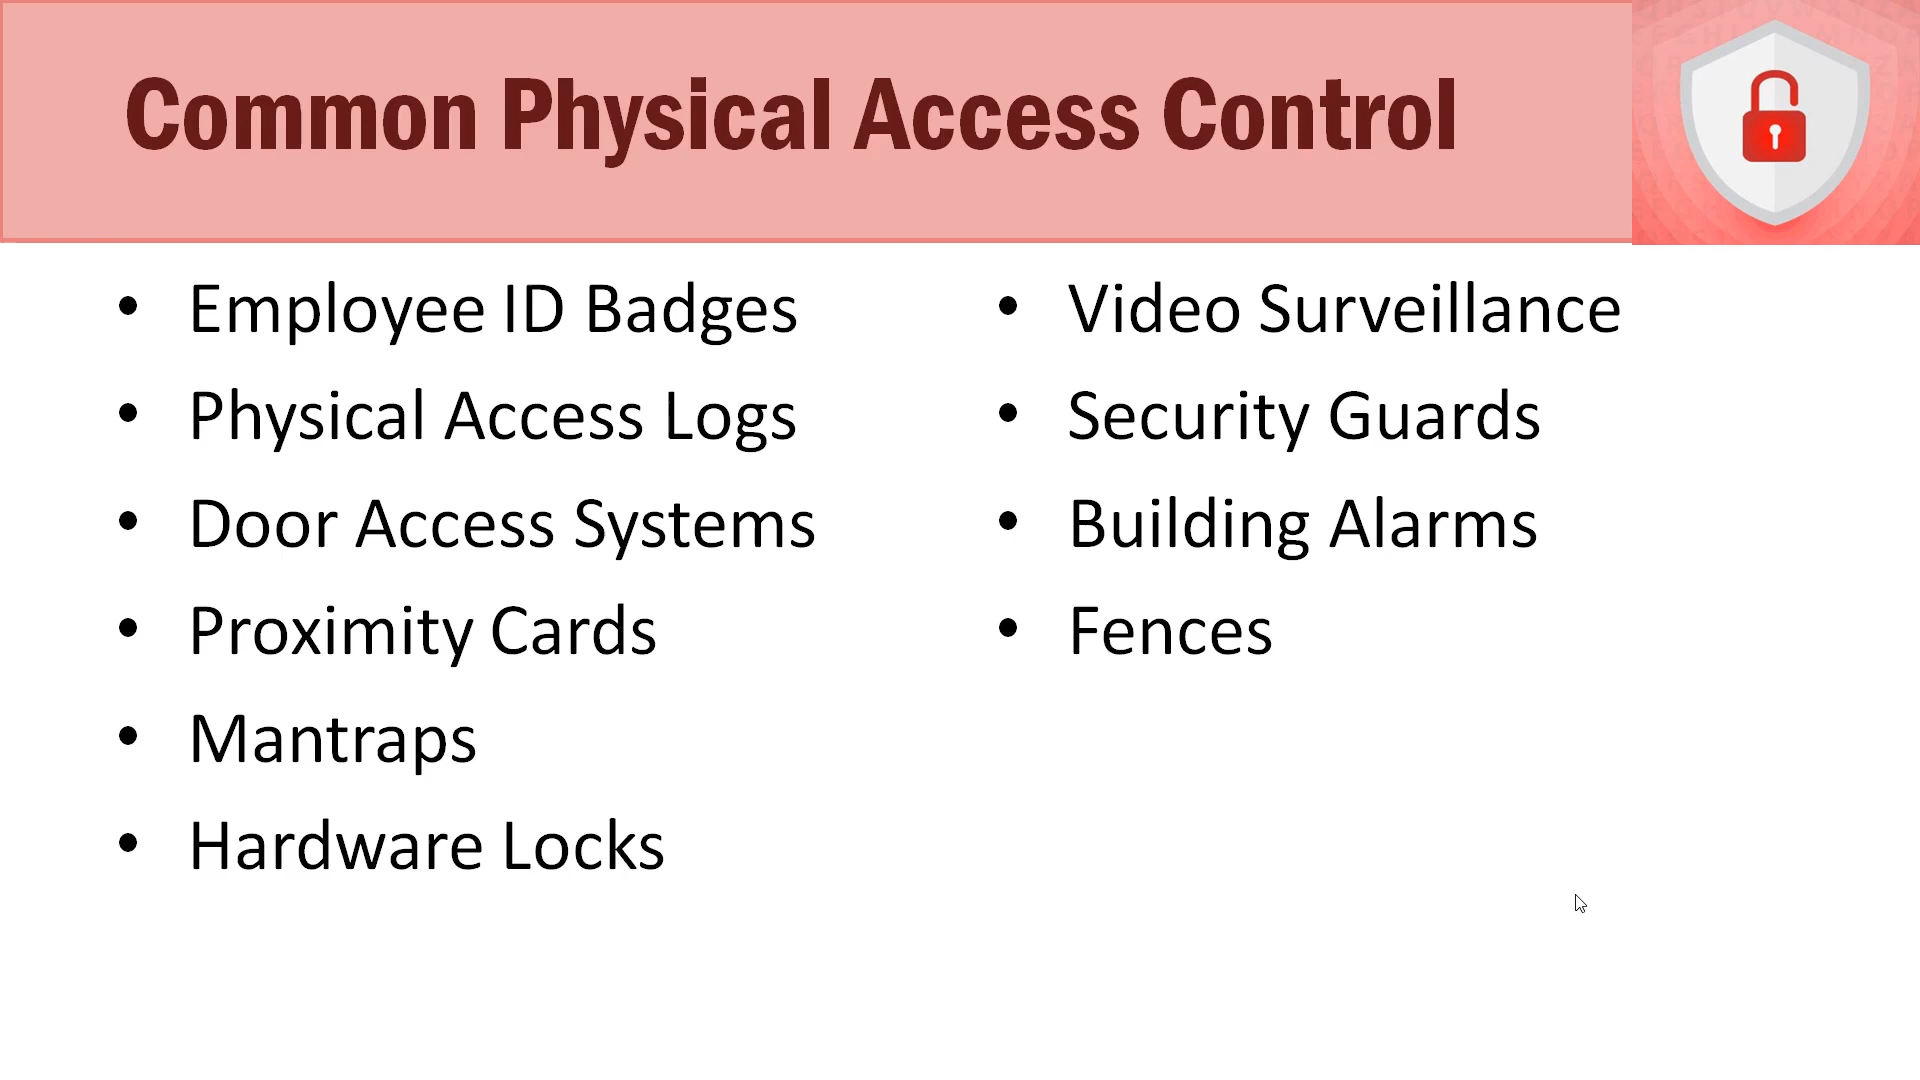 Common Physical Access Control
• Employee ID Badges
• Physical Access Logs
• Door Access Systems
• Proximity Cards
• Mantraps
• Hardware Locks
• Video Surveillance
• Security Guards
• Building Alarms
• Fences